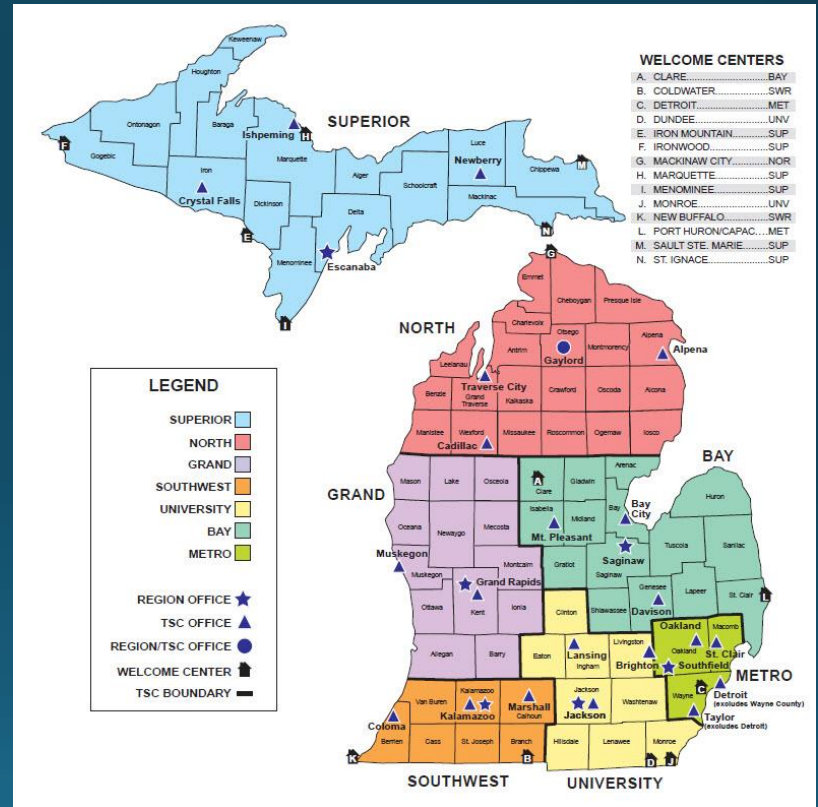 WELCOME CENTERS
A. CLARE..........................BAY
B. COLDWATER...............SWR
C. DETROIT......................MET
D. DUNDEE.......................UNV
E. IRON MOUNTAIN...........SUP
F. IRONWOOD...................SUP
G. MACKINAW CITY...........NOR
H. MARQUETTE.................SUP
I. MENOMINEE..................SUP
J. MONROE.......................UNV
K. NEW BUFFALO..............SWR
L. PORT HURON/CAPAC....MET
M. SAULT STE. MARIE........SUP
N. ST. IGNACE....................SUP
SUPERIOR
Keweenaw
Houghton
Ontonagon
Baraga
Gogebic
F
Ishpeming
H
Marquette
Iron
Crystal Falls
Dickinson
E
Menominee
I
Alger
Delta
Escanaba
Schoolcraft
Luce
Newberry
Mackinac
Chippewa
M
N
NORTH
G
Emmet
Cheboygan
Presque Isle
Charlevoix
Antrim
Otsego
Gaylord
Montmorency
Alpena
Alpena
Leelanau
Traverse City
Benzie
Grand
Traverse
Kalkaska
Crawford
Oscoda
Alcona
Manistee
Wexford
Cadillac
Missaukee
Roscommon
Ogemaw
Iosco
LEGEND
SUPERIOR
NORTH
GRAND
SOUTHWEST
UNIVERSITY
BAY
METRO
REGION OFFICE
TSC OFFICE
REGION/TSC OFFICE
WELCOME CENTER
TSC BOUNDARY
GRAND
Mason
Lake
Osceola
Oceana
Newaygo
Mecosta
Muskegon
Muskegon
Montcalm
Grand Rapids
Ottawa
Kent
Ionia
Allegan
Barry
BAY
A
Clare
Gladwin
Arenac
Isabella
Mt. Pleasant
Midland
Bay
Bay
City
Huron
Gratiot
Saginaw
Saginaw
Tuscola
Sanilac
Shiawassee
Genesee
Davison
Lapeer
St. Clair
L
Clinton
Eaton
Lansing
Ingham
Livingston
Brighton
Jackson
Jackson
Washtenaw
Hillsdale
Lenawee
Monroe
D
J
UNIVERSITY
Oakland
Oakland
Macomb
St. Clair
Southfield
METRO
Wayne
C
Detroit
(excludes Wayne County)
Taylor
(excludes Detroit)
Van Buren
Kalamazoo
Kalamazoo
Marshall
Calhoun
Coloma
Berrien
Cass
St. Joseph
Branch
K
B
SOUTHWEST